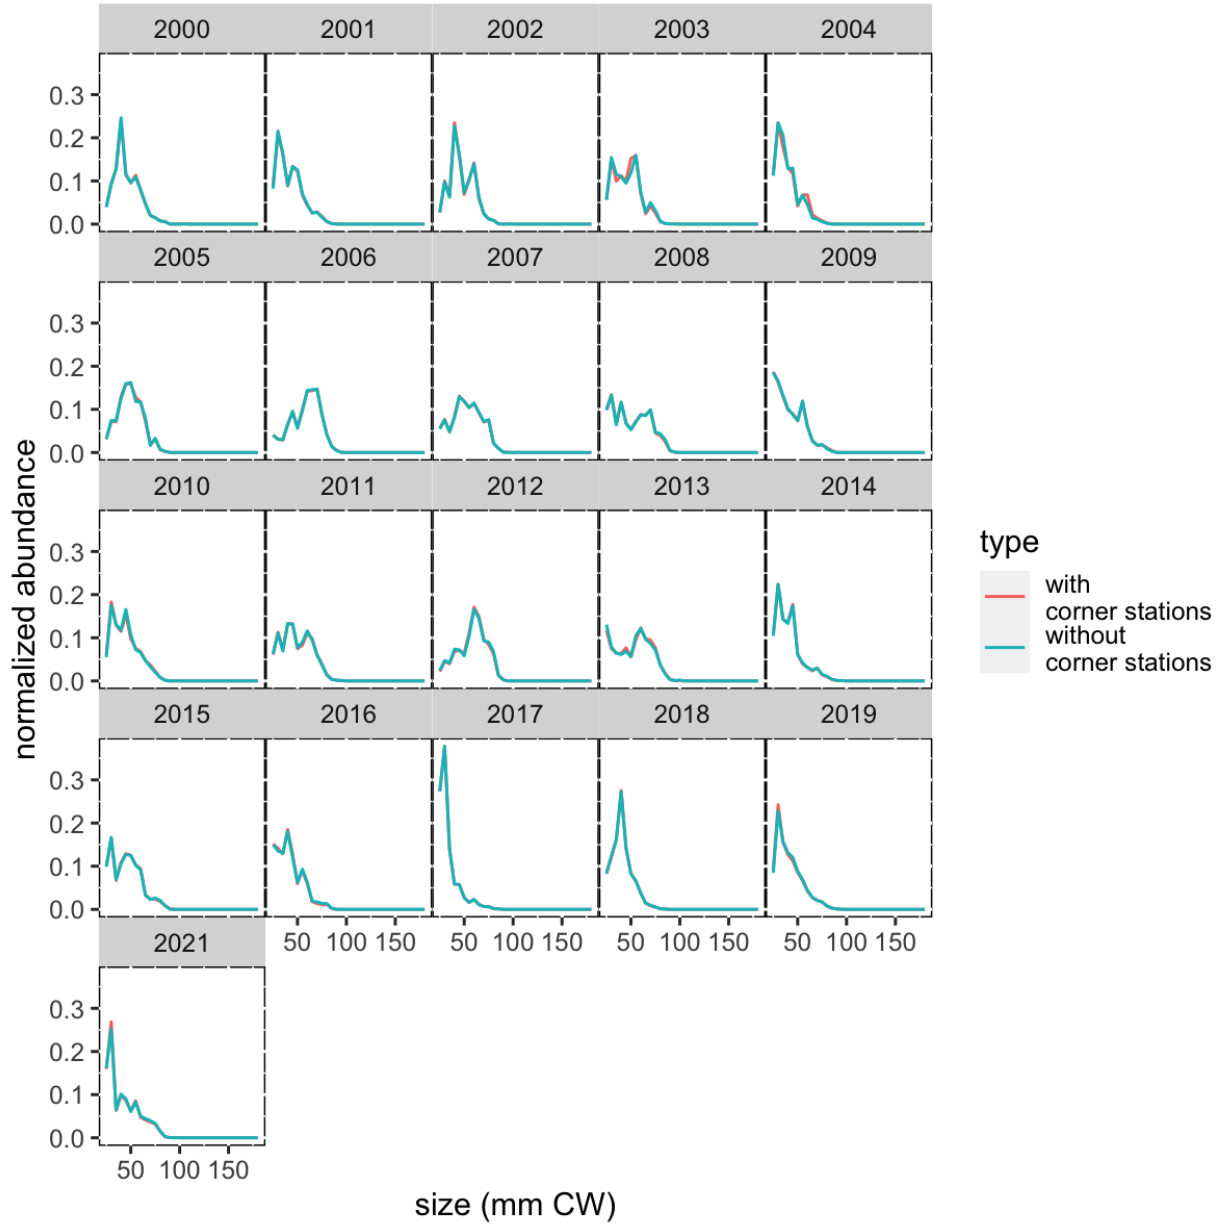 2000 2001 2002 2003 2004
0.3
0.2
0.1
0.0
2005 2006 2007 2008 2009
0.3
0.2
0.1
0.0
2010 2011 2012 2013 2014
0.3
0.2
0.1
0.0
2015 2016 2017 2018 2019
0.3
0.2
0.1
0.0
50 100 150 50 100 150 50 100 150 50 100 150
2021
0.3
0.2
0.1
0.0
50 100 150
normalized abundance
size (mm CW)
type
with
corner stations
without
corner stations